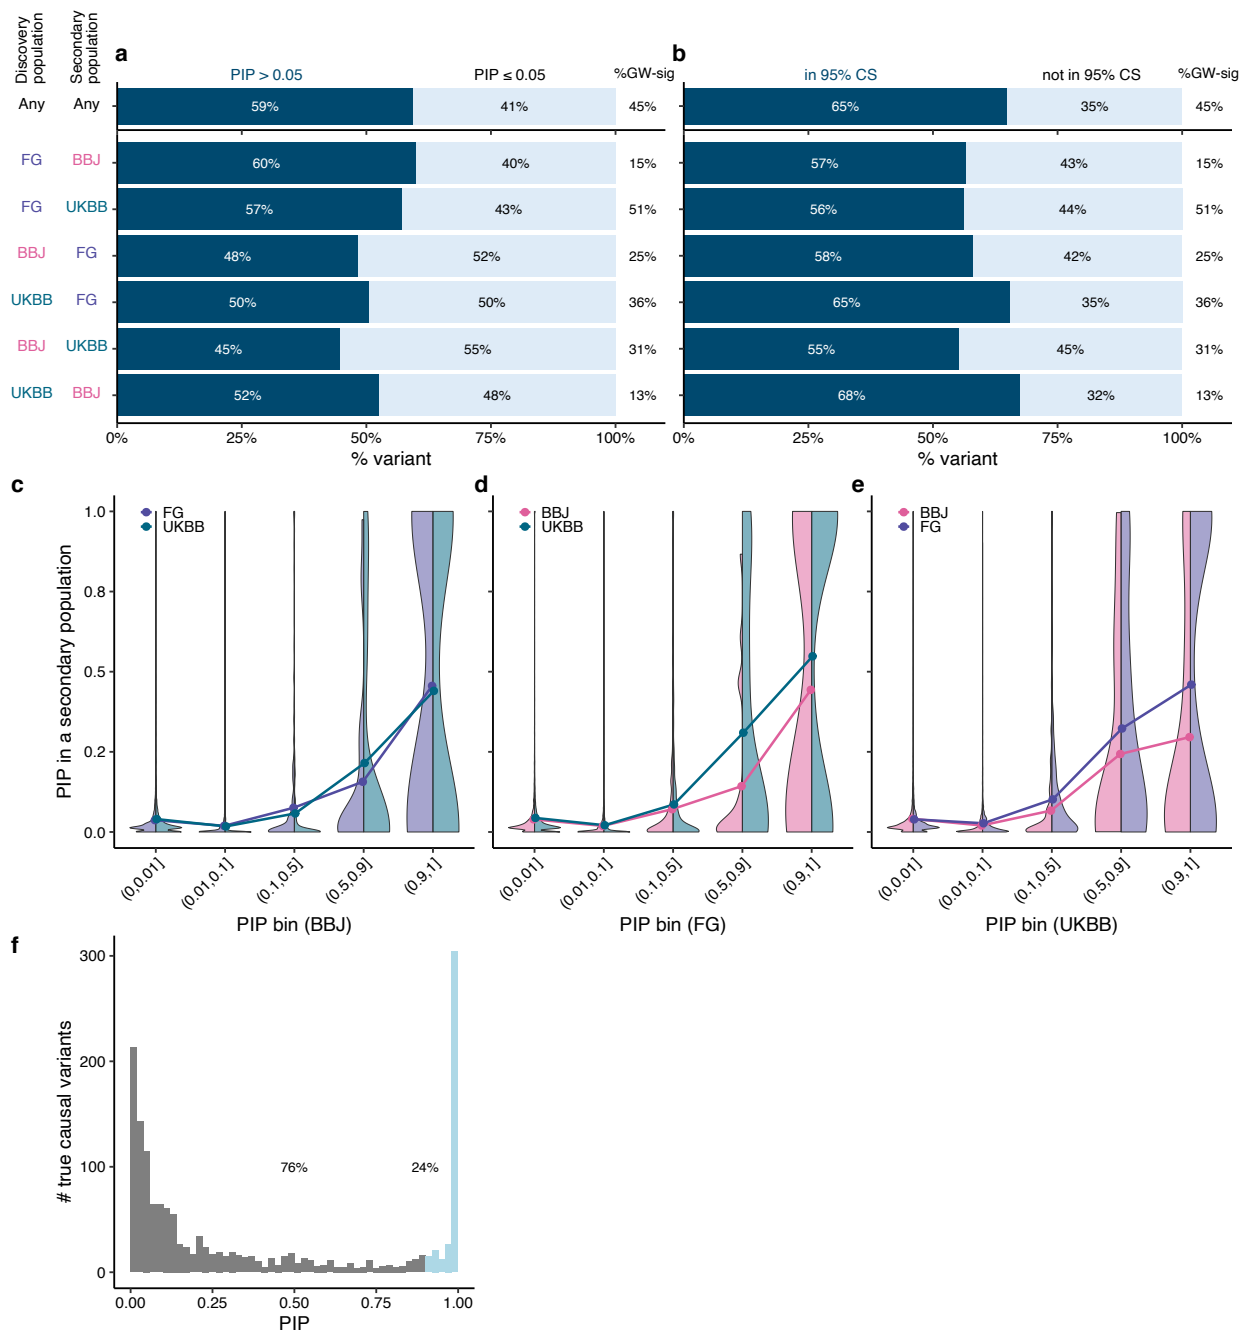 Discovery
population
Secondary
population
a
PIP > 0.05
PIP ≤ 0.05
%GW-sig
Any
Any
59%
41%
45%
FG
BBJ
60%
40%
15%
FG
UKBB
57%
43%
51%
BBJ
FG
48%
52%
25%
UKBB
FG
50%
50%
36%
BBJ
UKBB
45%
55%
31%
UKBB
BBJ
52%
48%
13%
0%
25%
50%
75%
100%
% variant
b
in 95% CS
not in 95% CS
%GW-sig
65%
35%
45%
57%
43%
15%
56%
44%
51%
58%
42%
25%
65%
35%
36%
55%
45%
31%
68%
32%
13%
0%
25%
50%
75%
100%
% variant
c
FG
UKBB
PIP in a secondary population
1.0
0.8
0.5
0.2
0.0
(0,0.01]
(0.01,0.1]
(0.1,0.5]
(0.5,0.9]
(0.9,1]
PIP bin (BBJ)
d
BBJ
UKBB
(0,0.01]
(0.01,0.1]
(0.1,0.5]
(0.5,0.9]
(0.9,1]
PIP bin (FG)
e
BBJ
FG
(0,0.01]
(0.01,0.1]
(0.1,0.5]
(0.5,0.9]
(0.9,1]
PIP bin (UKBB)
f
# true causal variants
300
200
100
0
76%
24%
0.00
0.25
0.50
0.75
1.00
PIP